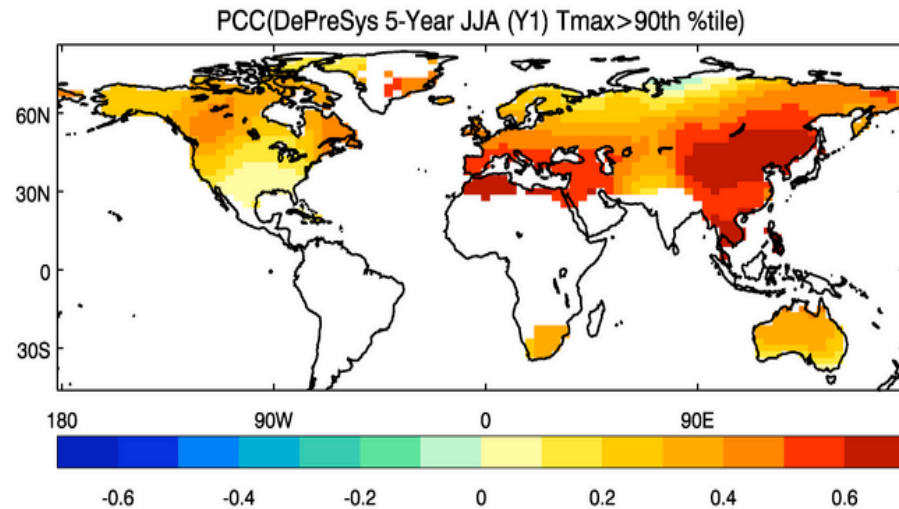 PCC(DePreSys 5-Year JJA (Y1) Tmax>90th %tile)
60N
30N
0
30S
180 90W 0 90E
-0.6 -0.4 -0.2 0 0.2 0.4 0.6